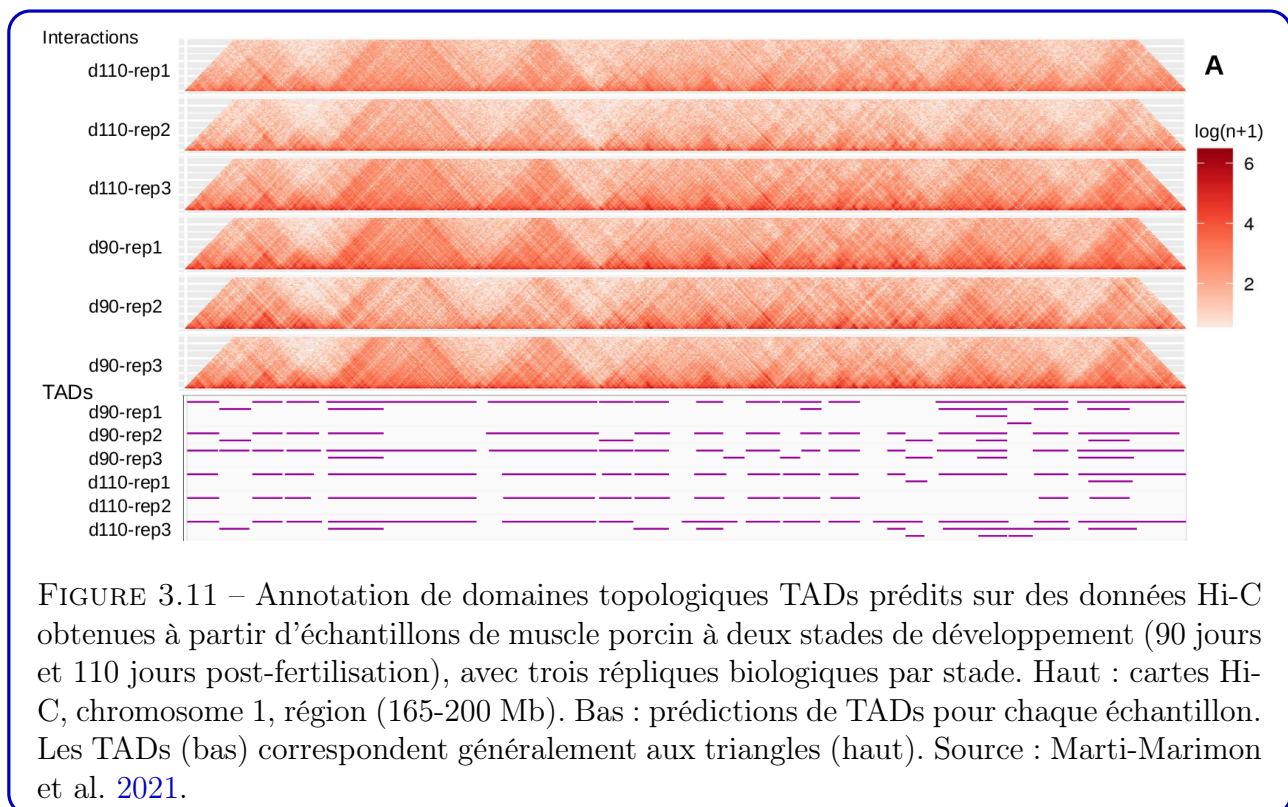 Interactions
d110-rep1
A
d110-rep2
log(n+1)
6
d110-rep3
4
d90-rep1
2
d90-rep2
d90-rep3
TADs
d90-rep1
d90-rep2
d90-rep3
d110-rep1
d110-rep2
d110-rep3
FIGURE 3.11 – Annotation de domaines topologiques TADs prédits sur des données Hi-C
obtenues à partir d'échantillons de muscle porcin à deux stades de développement (90 jours
et 110 jours post-fertilisation), avec trois répliques biologiques par stade. Haut : cartes Hi-
C, chromosome 1, région (165-200 Mb). Bas : prédictions de TADs pour chaque échantillon.
Les TADs (bas) correspondent généralement aux triangles (haut). Source : Marti-Marimon
et al. 2021.